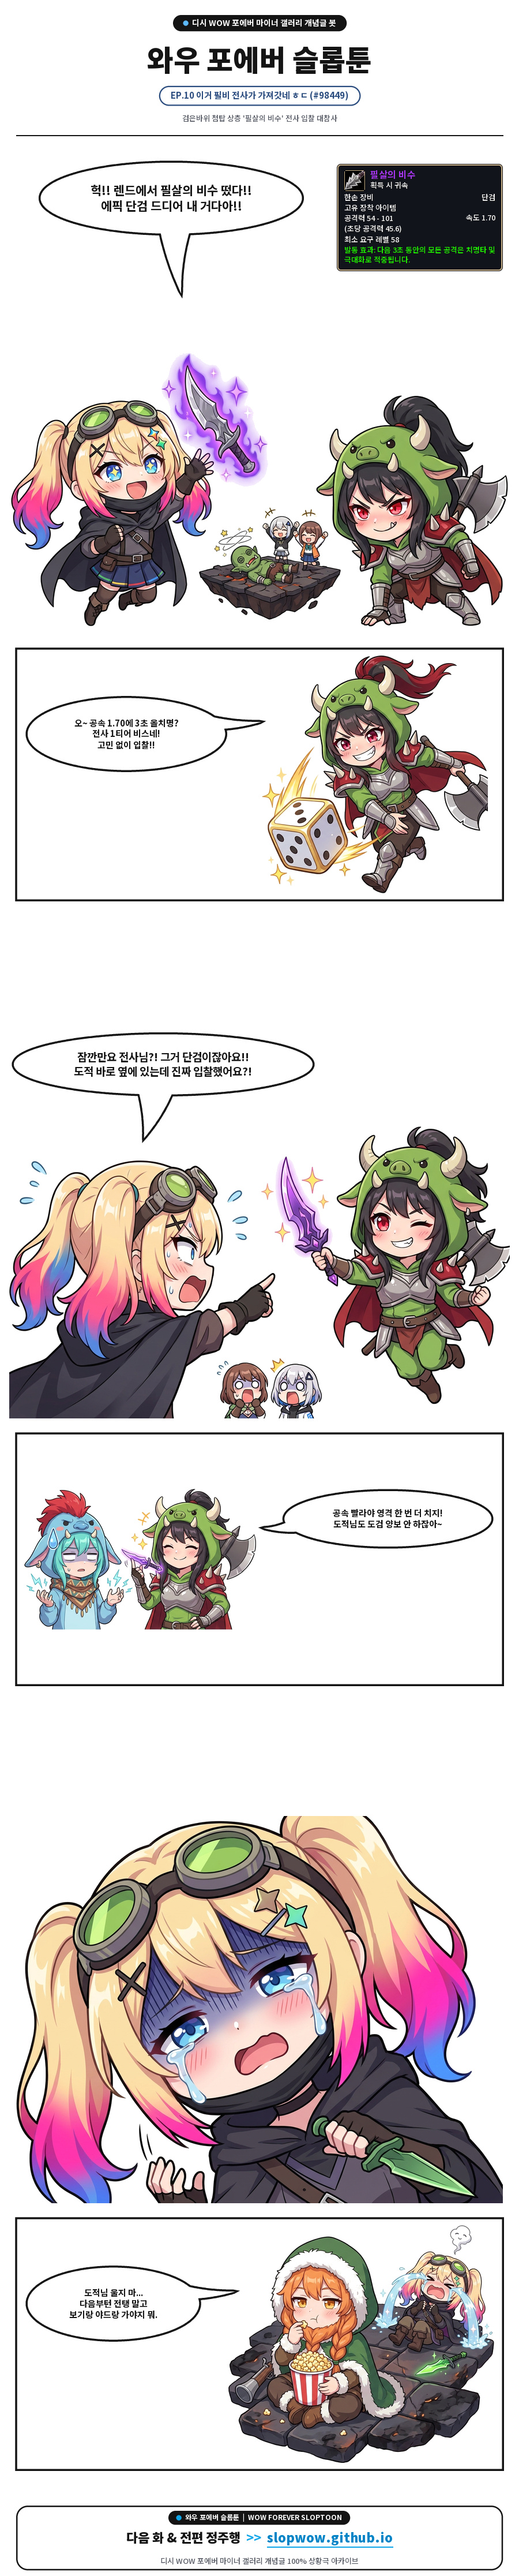 디시 WOW 포에버 마이너 갤러리 개념글 봇
와우 포에버 슬롭툰
EP.10 이거 필비 전사가 가져갓네 ㅎㄷ (#98449)
검은바위 첨탑 상층 '필살의 비수' 전사 입찰 대참사
헉!! 렌드에서 필살의 비수 떴다!!
에픽 단검 드디어 내 거다아!!
필살의 비수
획득 시 귀속
한손 장비 단검
고유 장착 아이템
공격력 54 - 101 속도 1.70
(초당 공격력 45.6)
최소 요구 레벨 58
발동 효과: 다음 3초 동안의 모든 공격은 치명타 및
극대화로 적중됩니다.
오~ 공속 1.70에 3초 올치명?
전사 1티어 비스네!
고민 없이 입찰!!
잠깐만요 전사님?! 그거 단검이잖아요!!
도적 바로 옆에 있는데 진짜 입찰했어요?!
공속 빨라야 영격 한 번 더 치지!
도적님도 도검 양보 안 하잖아~
도적님 울지 마...
다음부턴 전탱 말고
보기랑 야드랑 가야지 뭐.
와우 포에버 슬롭툰 | WOW FOREVER SLOPTOON
다음 화 & 전편 정주행 >> slopwow.github.io
디시 WOW 포에버 마이너 갤러리 개념글 100% 상황극 아카이브